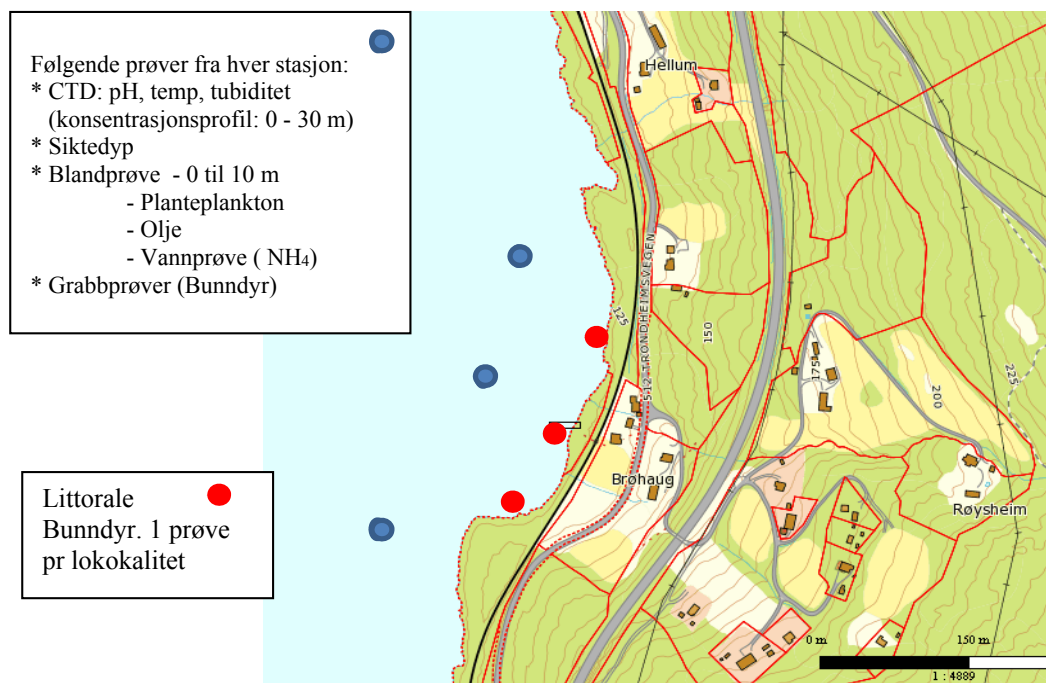 Følgende prøver fra hver stasjon:
* CTD: pH, temp, tubiditet
(konsentrasjonsprofil: 0 - 30 m)
* Siktedyp
* Blandprøve - 0 til 10 m
- Planteplankton
- Olje
- Vannprøve ( NH4)
* Grabbprøver (Bunndyr)
Littorale
Bunndyr. 1 prøve
pr lokokalitet
Hellum
512 TRONDHEIMSVEGEN
125
150
175
200
225
Brøhaug
Røysheim
0 m
150 m
1 : 4889